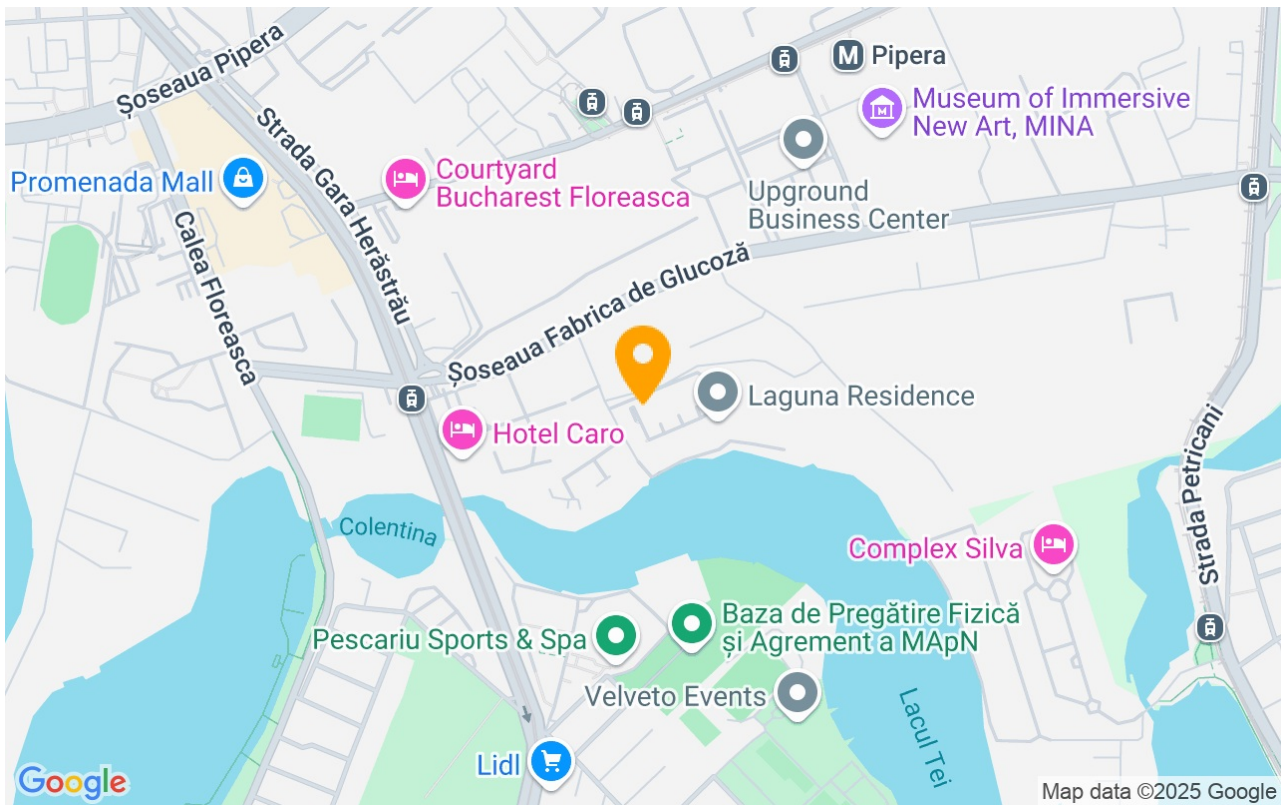 Șoseaua Pipera
M Pipera
Museum of Immersive
New Art, MINA
Strada Gara Herăstrău
Promenada Mall
Courtyard
Bucharest Floreasca
Upground
Business Center
Calea Floreasca
Șoseaua Fabrica de Glucoză
Laguna Residence
Hotel Caro
Strada Petricani
Colentina
Complex Silva
Baza de Pregătire Fizică
și Agrement a MApN
Pescariu Sports & Spa
Velveto Events
Lacul Tei
Lidl
Google
Map data ©2025 Google